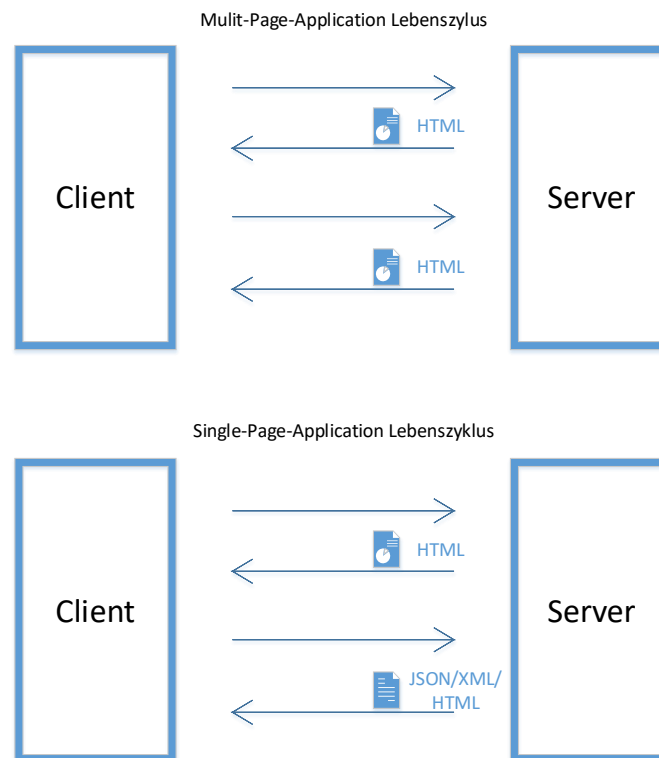 Mulit-Page-Application Lebenszylus
HTML
Client
Server
HTML
Single-Page-Application Lebenszyklus
HTML
Client
Server
JSON/XML/
HTML